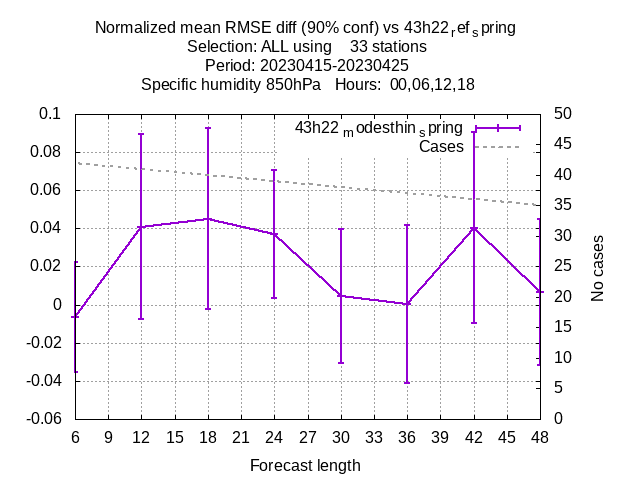 Normalized mean RMSE diff (90% conf) vs 43h22refspring
Selection: ALL using 33 stations
Period: 20230415-20230425
Specific humidity 850hPa Hours: 00,06,12,18
43h22modesthinspring
Cases
0.1
0.08
0.06
0.04
0.02
0
-0.02
-0.04
-0.06
50
45
40
35
30
25
20
15
10
5
0
No cases
6 9 12 15 18 21 24 27 30 33 36 39 42 45 48
Forecast length